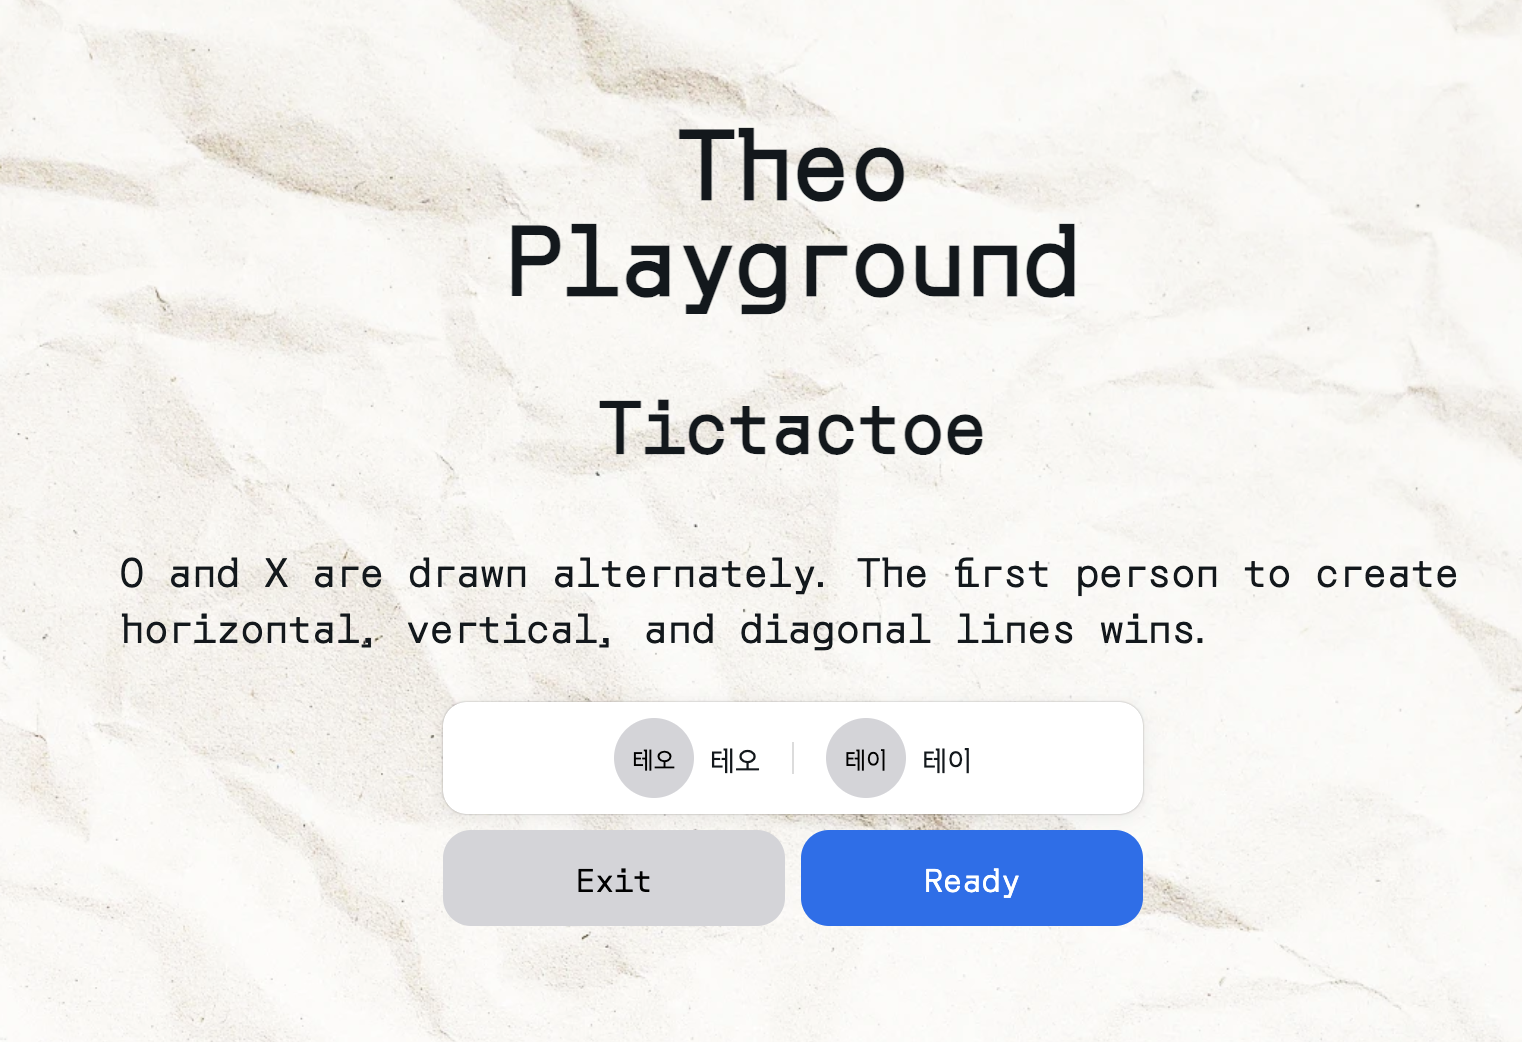 Theo
Playground
Tictactoe
O and X are drawn alternately. The first person to create
horizontal, vertical, and diagonal lines wins.
테오 테오 테이 테이
Exit Ready